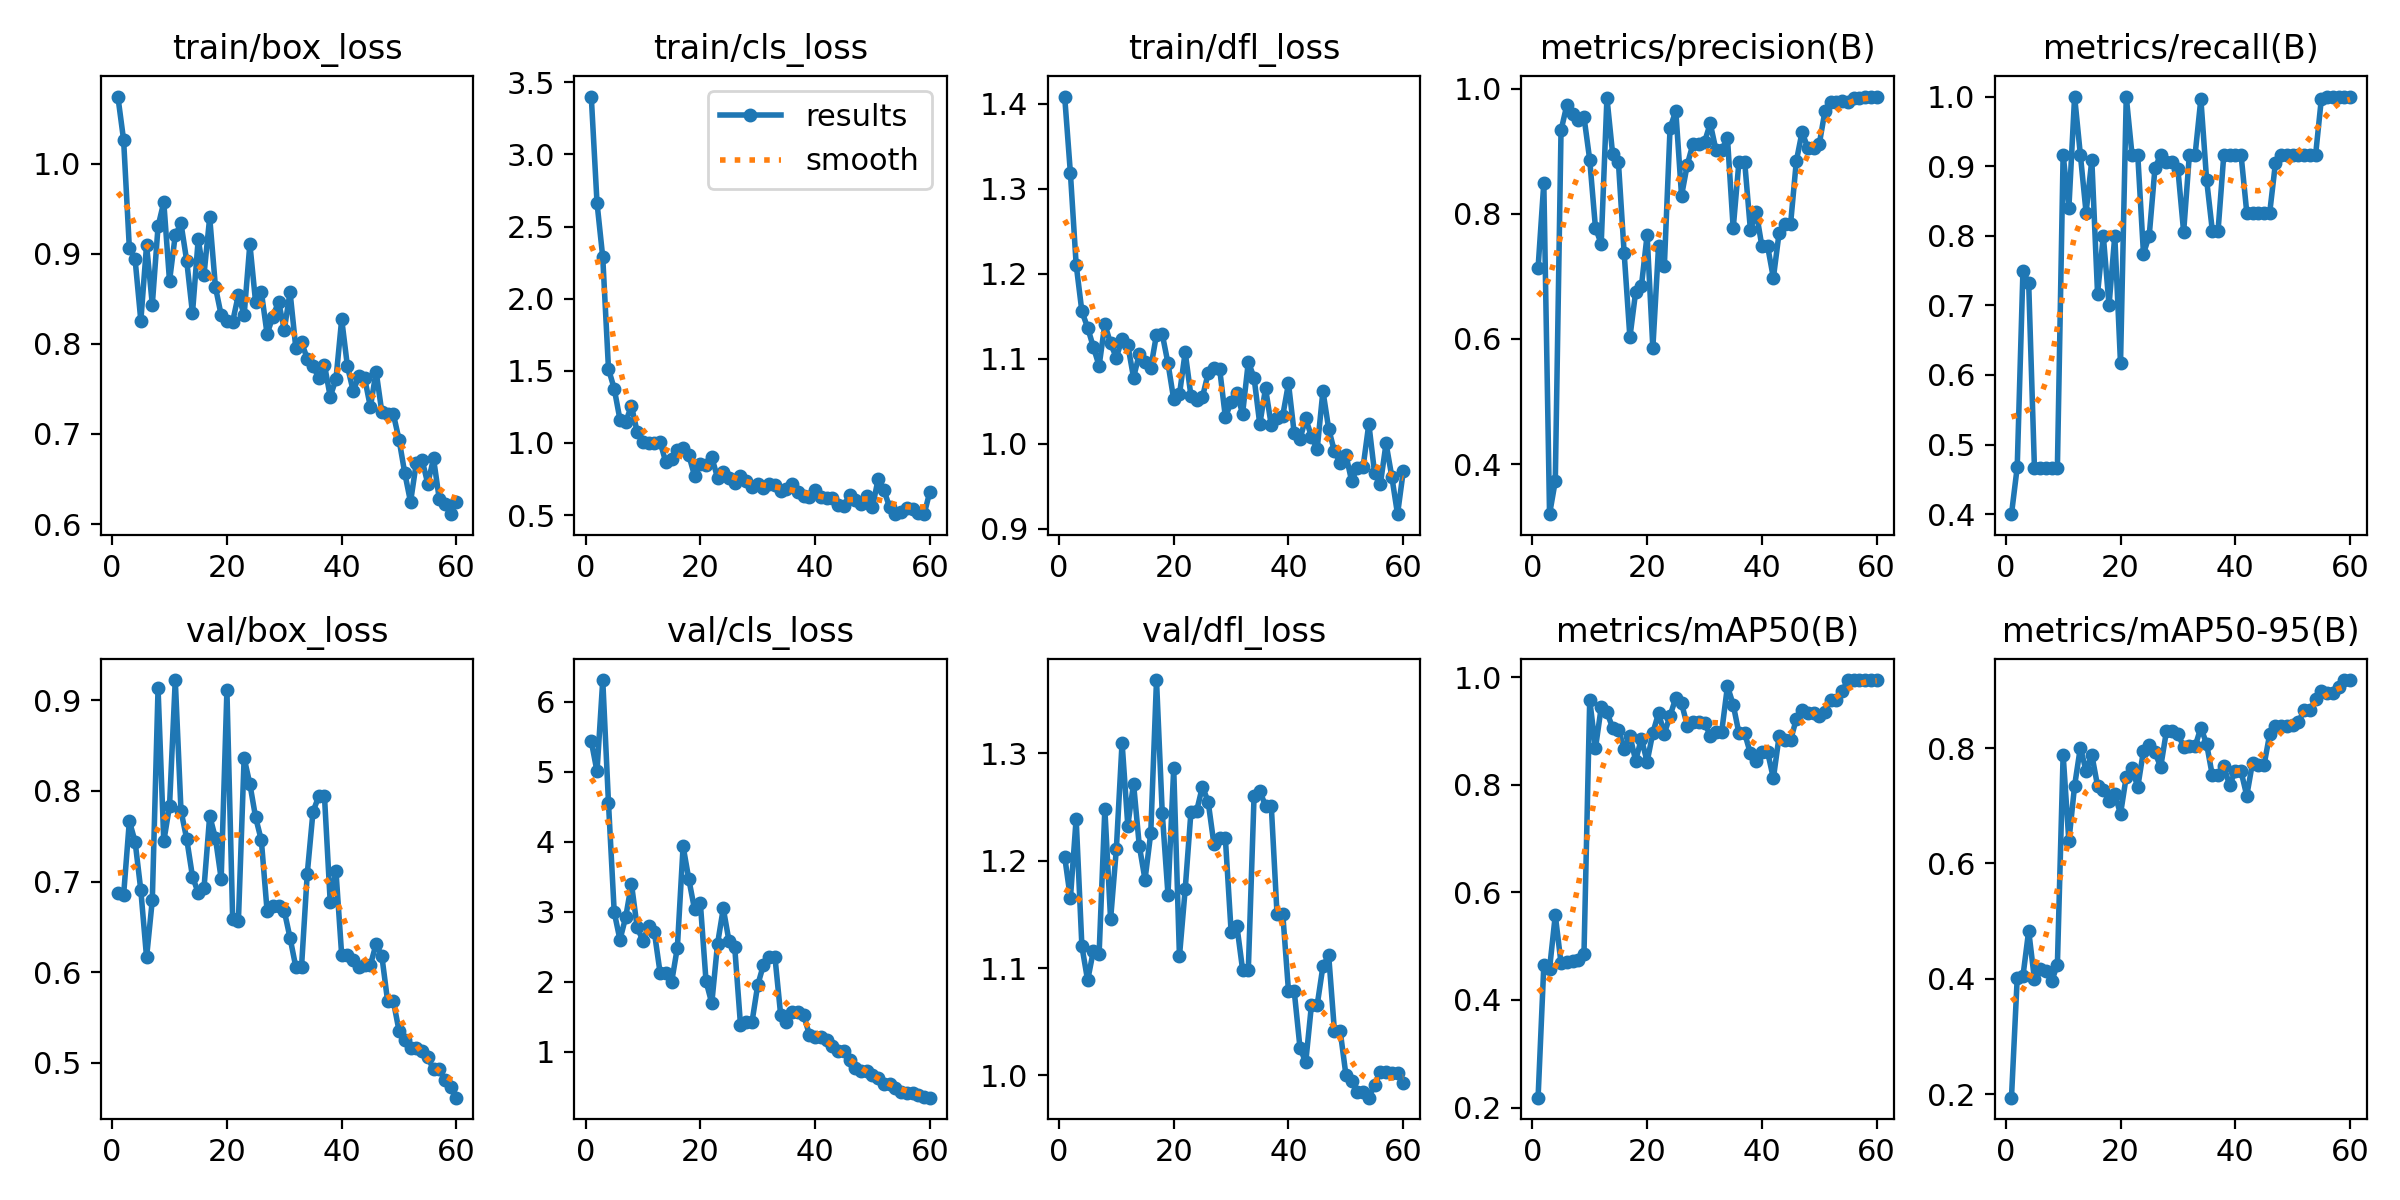 train/box_loss
train/cls_loss
train/dfl_loss
metrics/precision(B)
metrics/recall(B)
1.0
0.9
0.8
0.7
0.6
0 20 40 60
3.5
3.0
2.5
2.0
1.5
1.0
0.5
results
smooth
0 20 40 60
1.4
1.3
1.2
1.1
1.0
0.9
0 20 40 60
1.0
0.8
0.6
0.4
0 20 40 60
1.0
0.9
0.8
0.7
0.6
0.5
0.4
0 20 40 60
val/box_loss
val/cls_loss
val/dfl_loss
metrics/mAP50(B)
metrics/mAP50-95(B)
0.9
0.8
0.7
0.6
0.5
0 20 40 60
6
5
4
3
2
1
0 20 40 60
1.3
1.2
1.1
1.0
0 20 40 60
1.0
0.8
0.6
0.4
0.2
0 20 40 60
0.8
0.6
0.4
0.2
0 20 40 60